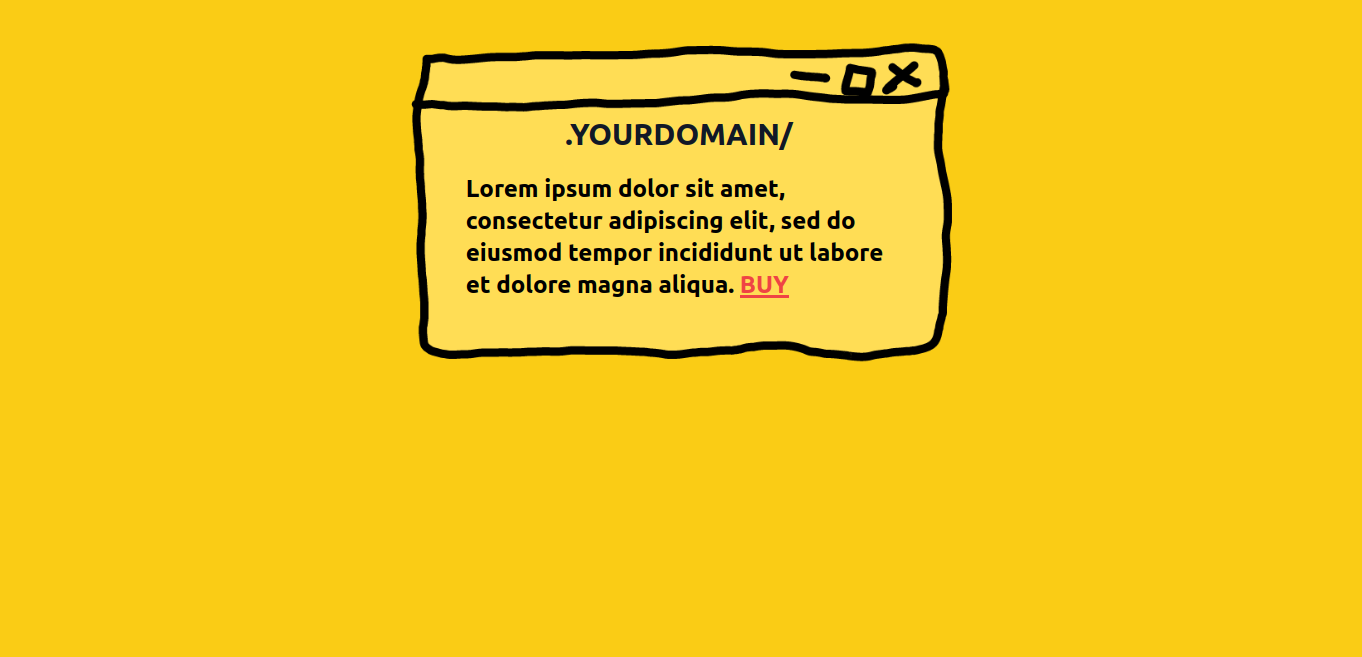 .YOURDOMAIN/
Lorem ipsum dolor sit amet,
consectetur adipiscing elit, sed do
eiusmod tempor incididunt ut labore
et dolore magna aliqua. BUY